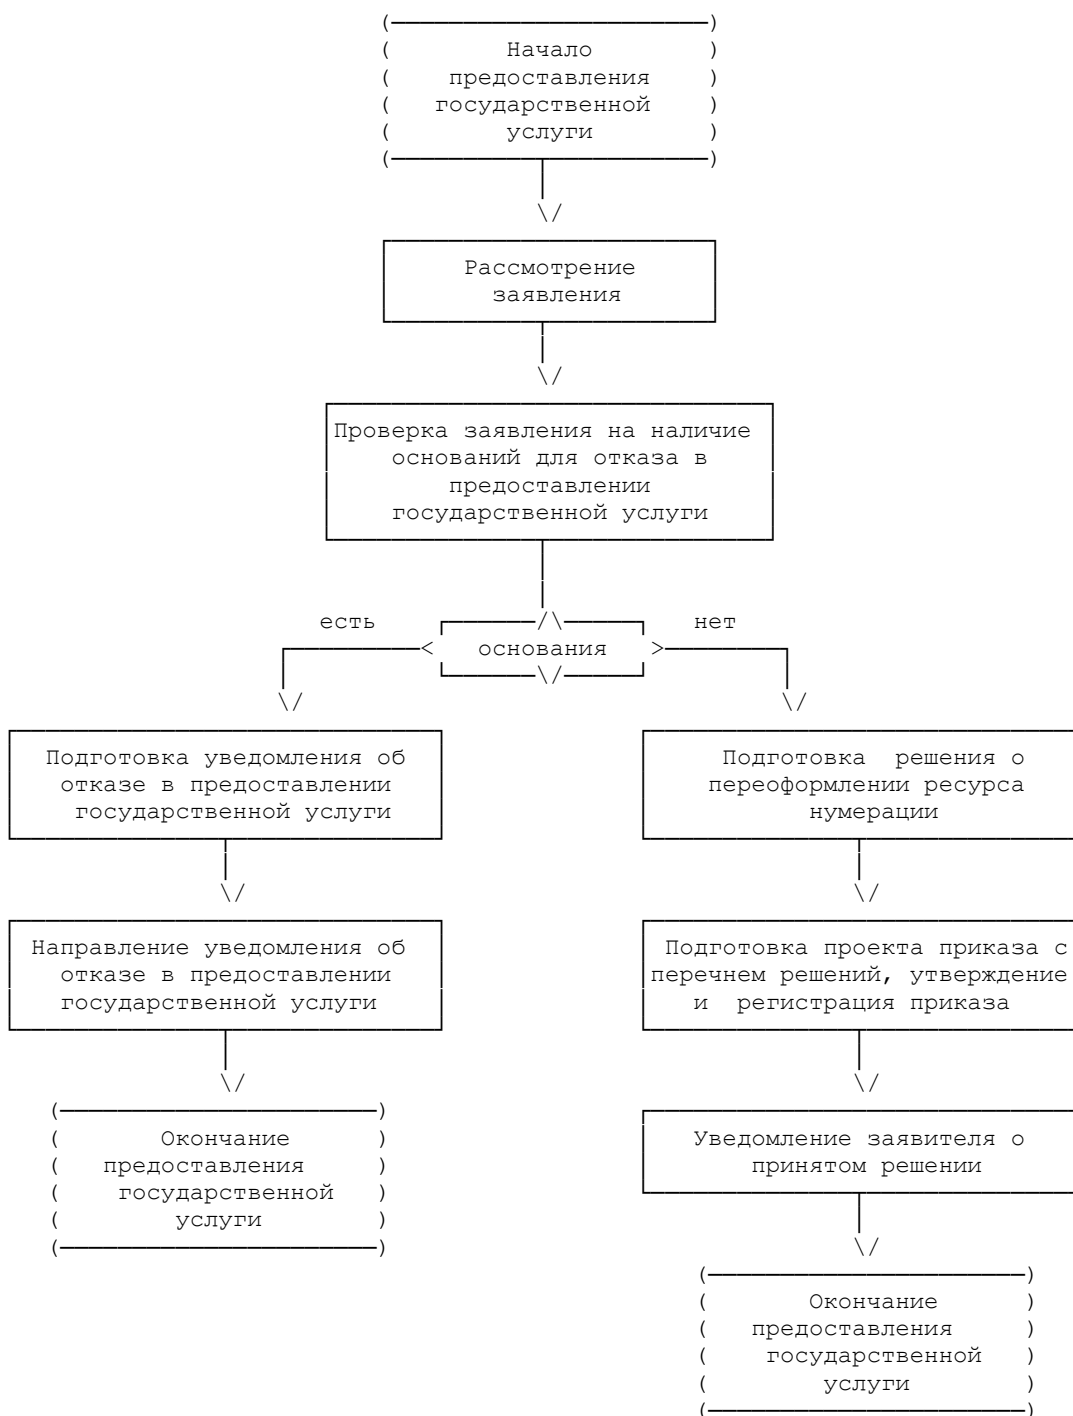 Начало
предоставления
государственной
услуги
Рассмотрение
заявления
Проверка заявления на наличие
оснований для отказа в
предоставлении
государственной услуги
есть
нет
основания
Подготовка уведомления об
отказе в предоставлении
государственной услуги
Подготовка решения о
переоформлении ресурса
нумерации
Направление уведомления об
отказе в предоставлении
государственной услуги
Подготовка проекта приказа с
перечнем решений, утверждение
и регистрация приказа
Окончание
предоставления
государственной
услуги
Уведомление заявителя о
принятом решении
Окончание
предоставления
государственной
услуги